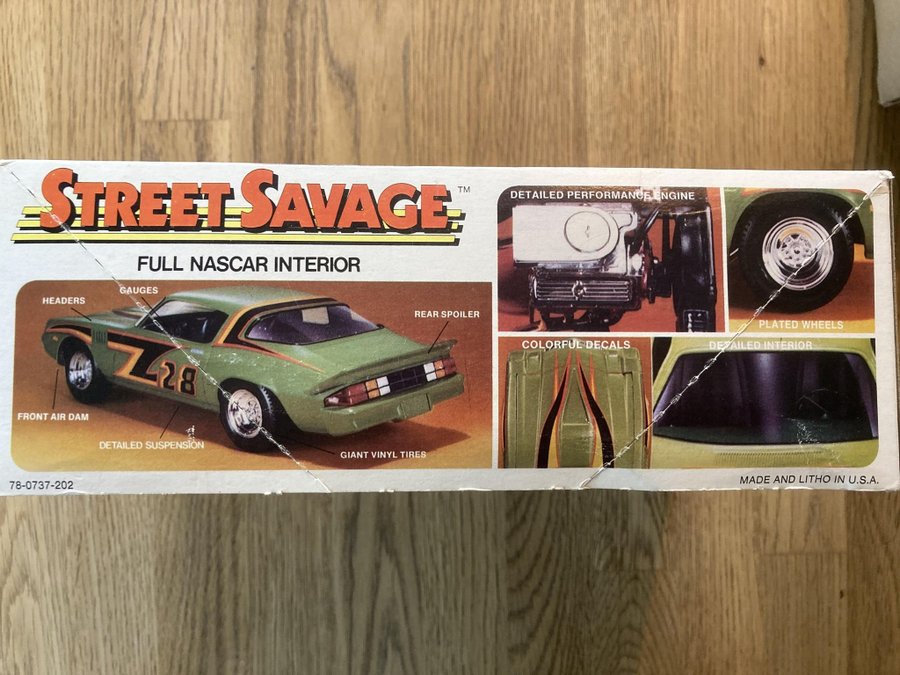 STREET SAVAGE™
FULL NASCAR INTERIOR
HEADERS
GAUGES
REAR SPOILER
Z28
FRONT AIR DAM
DETAILED SUSPENSION
GIANT VINYL TIRES
DETAILED PERFORMANCE ENGINE
PLATED WHEELS
COLORFUL DECALS
DETAILED INTERIOR
78-0737-202
MADE AND LITHO IN U.S.A.